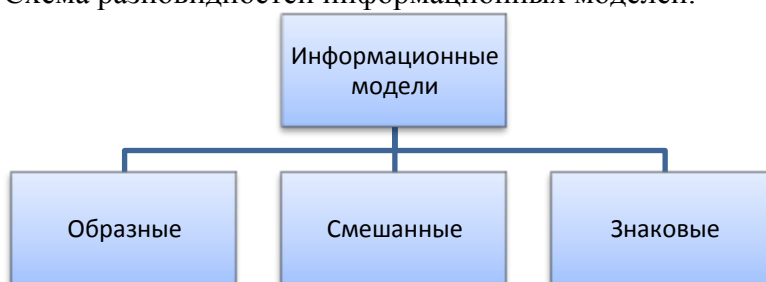 Схема разновидностей информационных моделей:
Информационные
модели
Образные
Смешанные
Знаковые